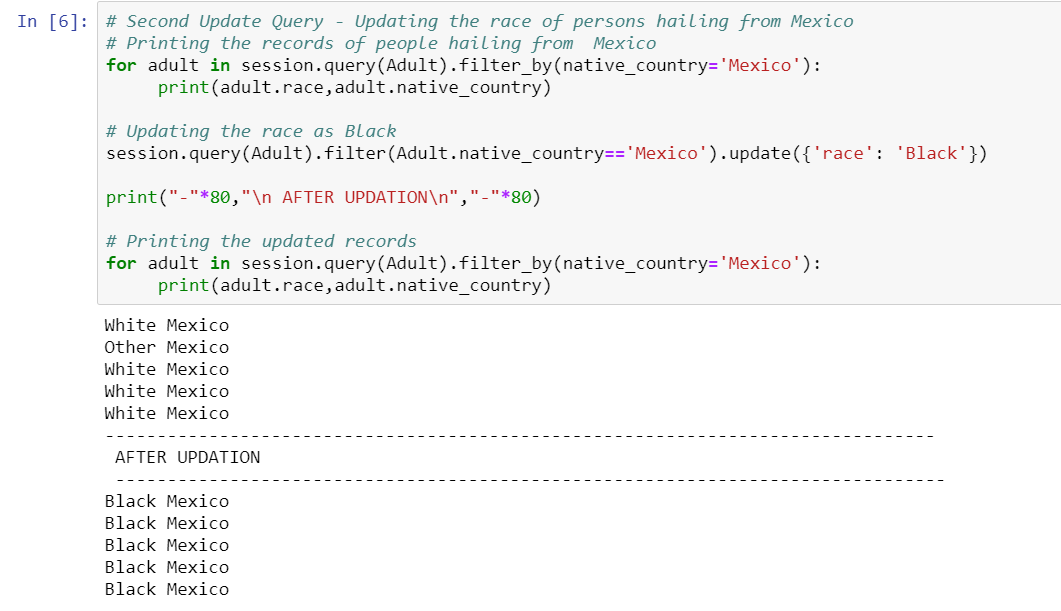 In [6]: # Second Update Query - Updating the race of persons hailing from Mexico
# Printing the records of people hailing from  Mexico
for adult in session.query(Adult).filter_by(native_country='Mexico'):
     print(adult.race,adult.native_country)
# Updating the race as Black
session.query(Adult).filter(Adult.native_country=='Mexico').update({'race': 'Black'})
print("-"*80,"\n AFTER UPDATION\n","-"*80)
# Printing the updated records
for adult in session.query(Adult).filter_by(native_country='Mexico'):
     print(adult.race,adult.native_country)
White Mexico
Other Mexico
White Mexico
White Mexico
White Mexico
--------------------------------------------------------------------------------
 AFTER UPDATION
 --------------------------------------------------------------------------------
Black Mexico
Black Mexico
Black Mexico
Black Mexico
Black Mexico